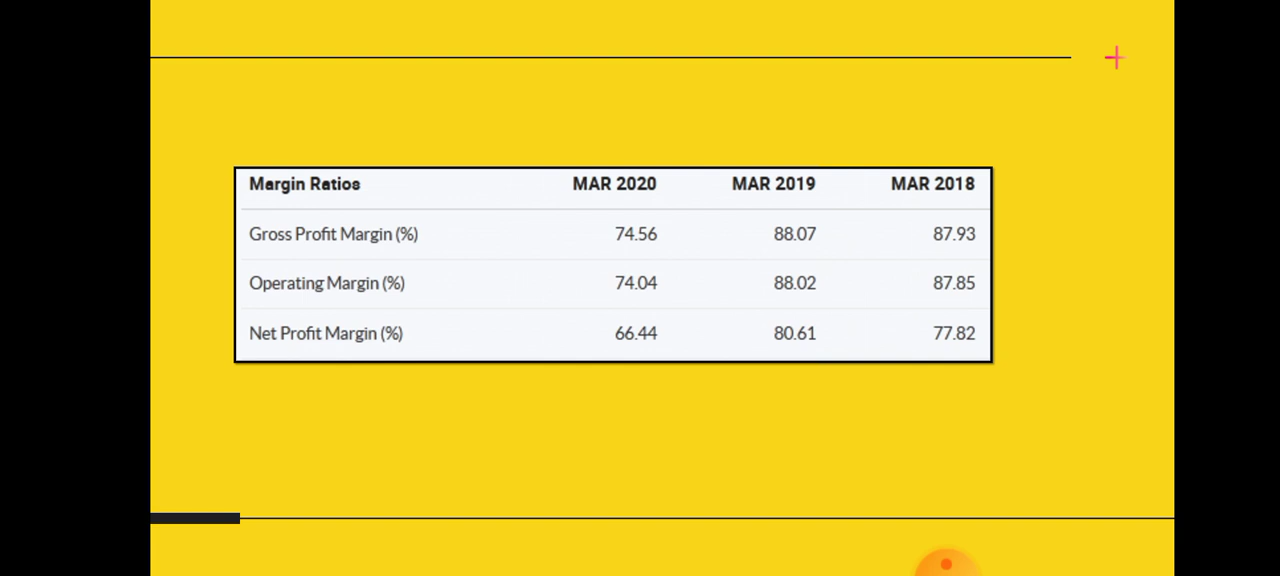 Margin Ratios MAR 2020 MAR 2019 MAR 2018
Gross Profit Margin (%) 74.56 88.07 87.93
Operating Margin (%) 74.04 88.02 87.85
Net Profit Margin (%) 66.44 80.61 77.82